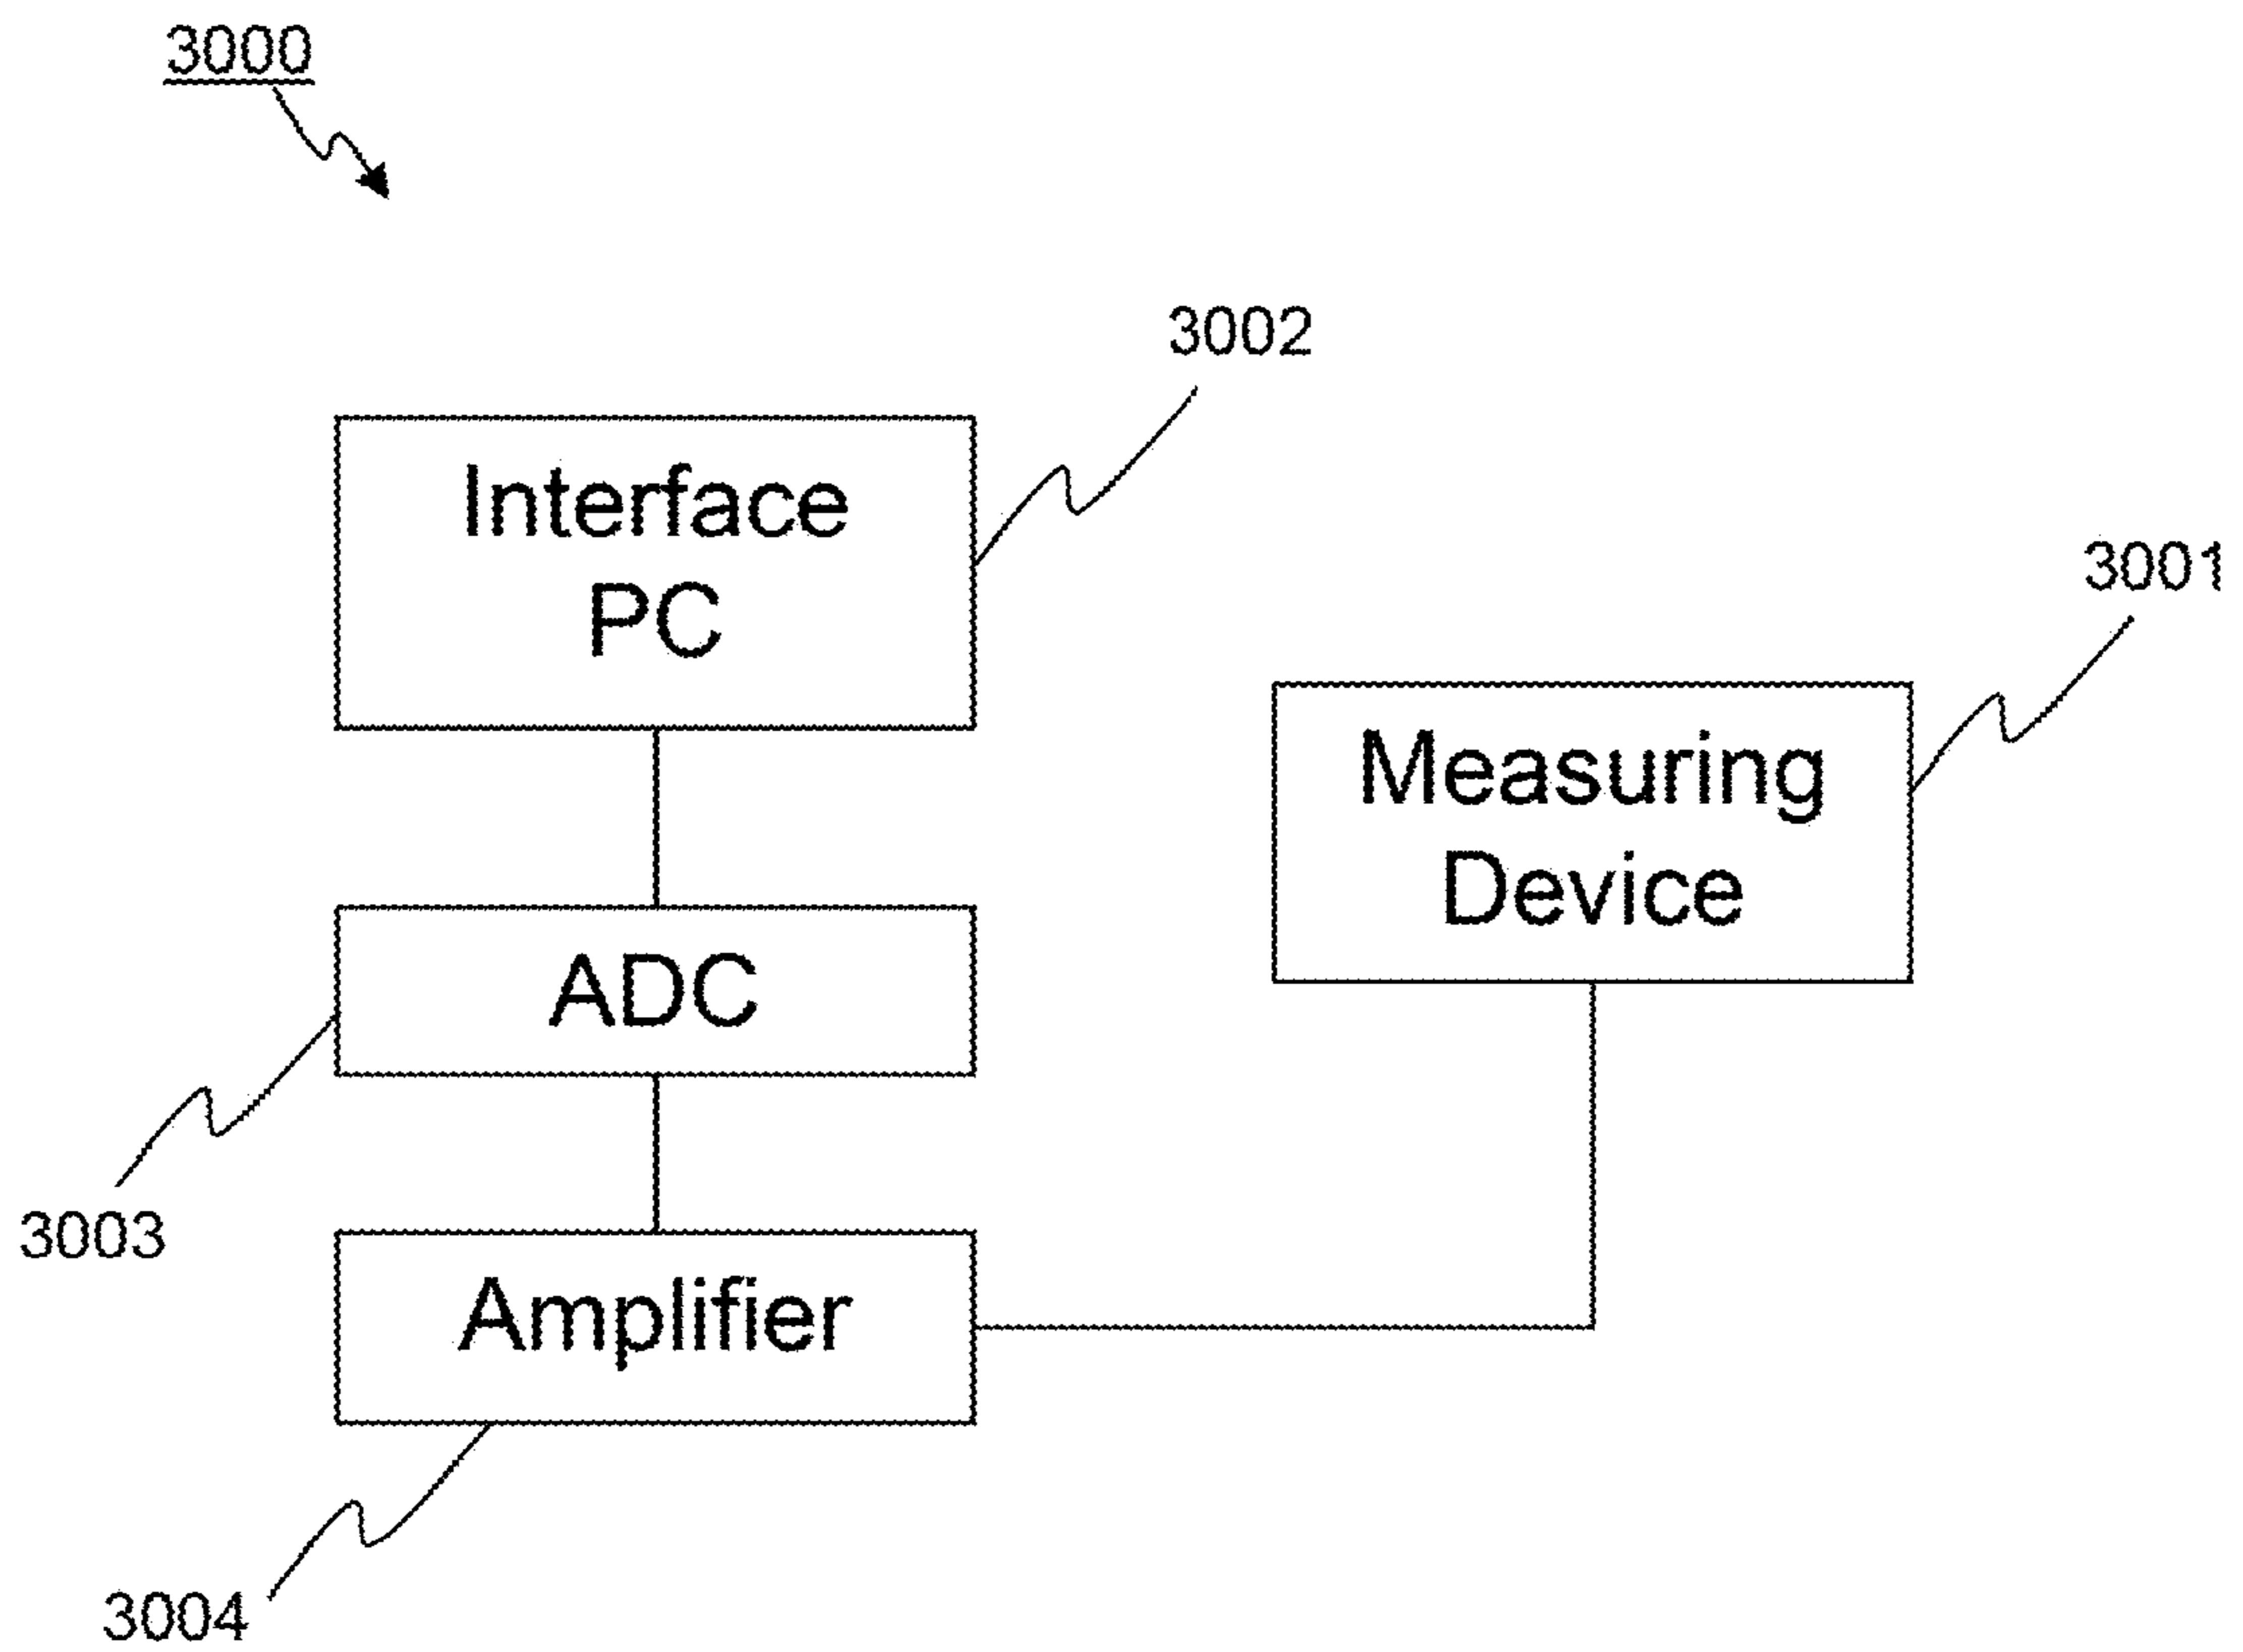 3000
3002
Interface
PC
3001
Measuring
Device
ADC
3003
Amplifier
3004